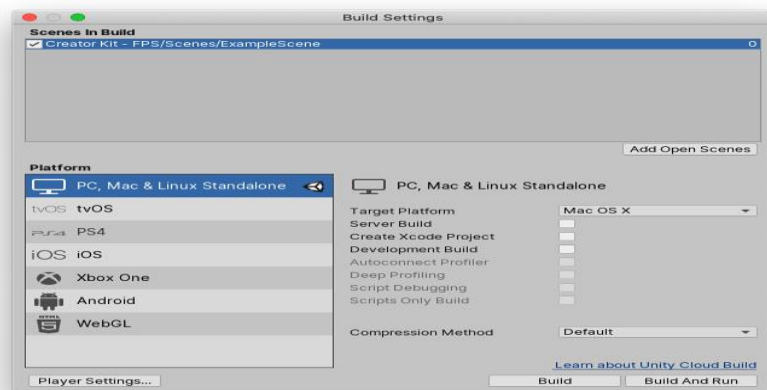 Build Settings
Scenes In Build
Creator Kit - FPS/Scenes/ExampleScene 0
Add Open Scenes
Platform
PC, Mac & Linux Standalone
tvOS tvOS
PS4
iOS iOS
Xbox One
Android
HTML 5 WebGL
PC, Mac & Linux Standalone
Target Platform Mac OS X
Server Build
Create Xcode Project
Development Build
Autoconnect Profiler
Deep Profiling
Script Debugging
Scripts Only Build
Compression Method Default
Learn about Unity Cloud Build
Player Settings... Build Build And Run